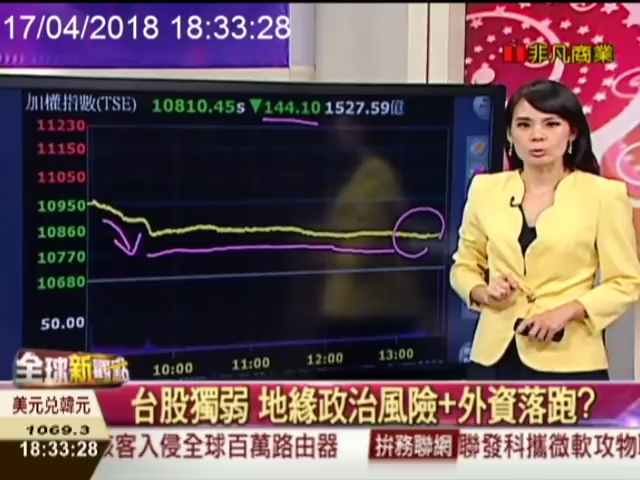 17/04/2018 18:33:28
非凡商業
加權指數(TSE) 10810.45s ▼144.10 1527.59億
11230
11150
11050
10950
10860
10770
10680
50.00
10:00 11:00 12:00 13:00
全球新觀點
台股獨弱 地緣政治風險+外資落跑?
美元兌韓元
1069.3
18:33:28
客入侵全球百萬路由器 拚務聯網 聯發科攜微軟攻物